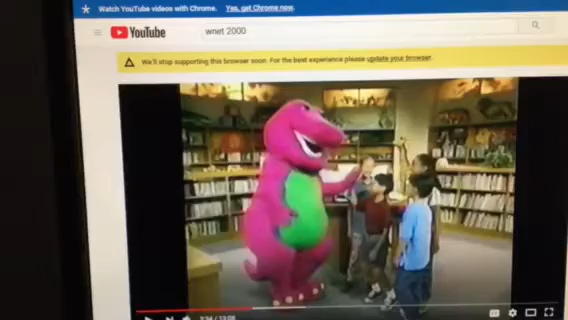 Watch YouTube videos with Chrome. Yes, get Chrome now.
YouTube
wnet 2000
We'll stop supporting this browser soon. For the best experience please update your browser.